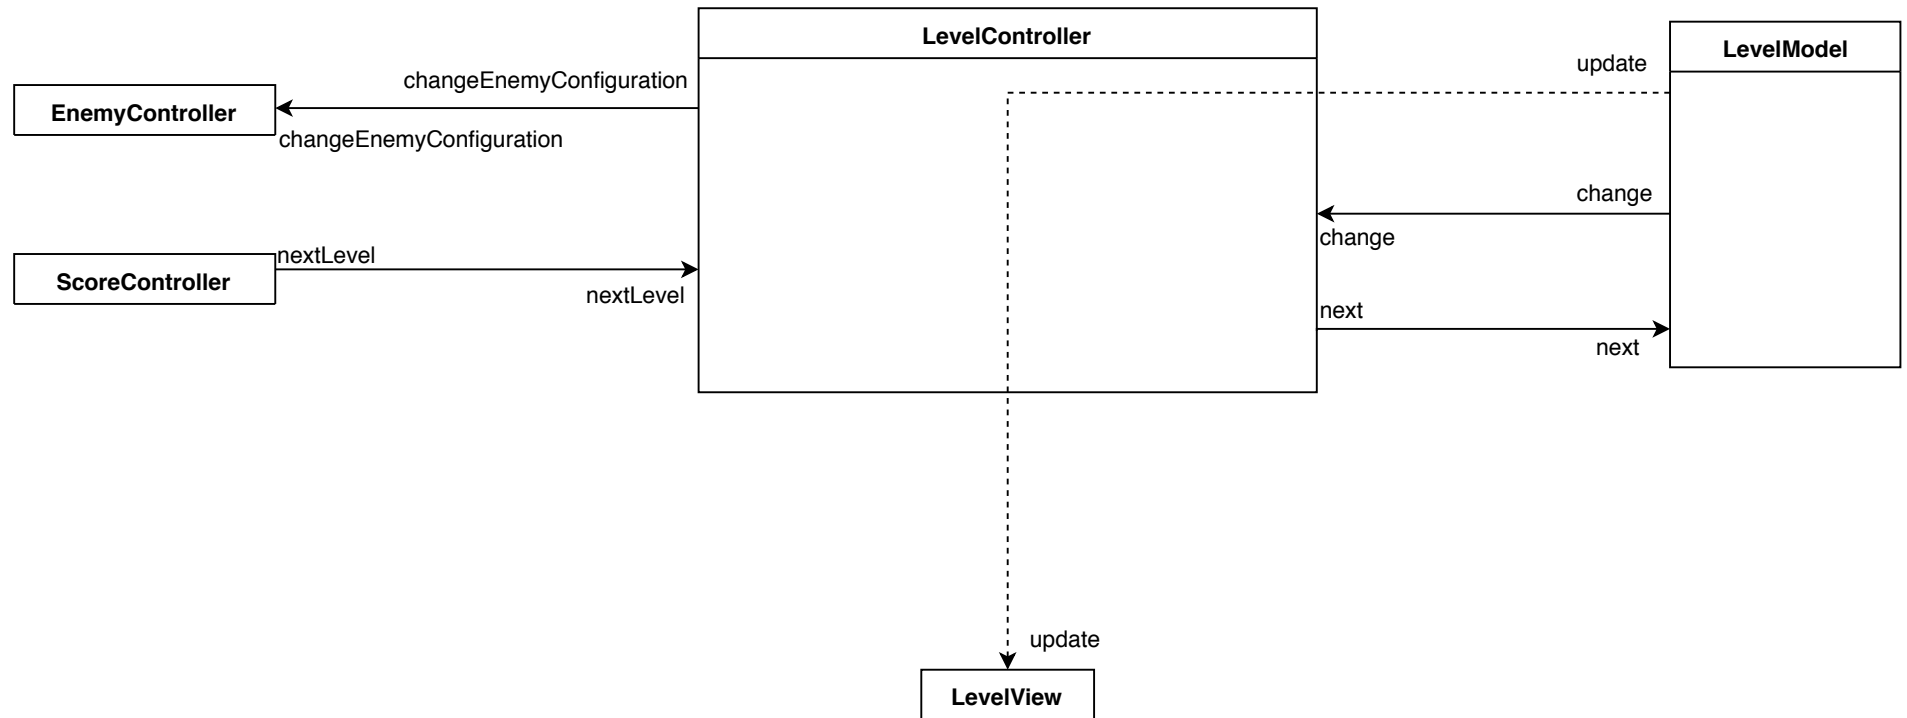 LevelController
LevelModel
update
changeEnemyConfiguration
EnemyController
changeEnemyConfiguration
change
change
nextLevel
ScoreController
nextLevel
next
next
update
LevelView